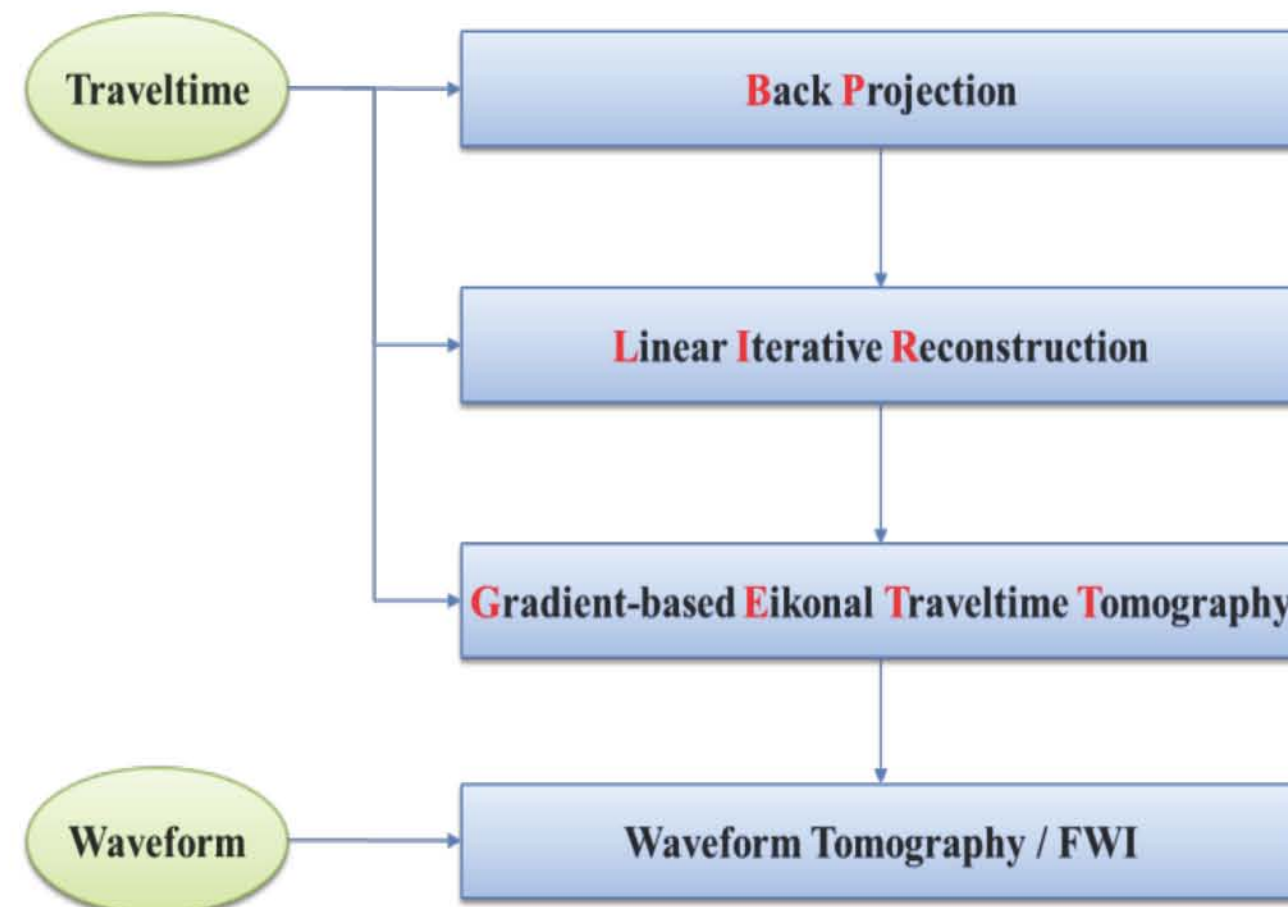 Traveltime
Back Projection
Linear Iterative Reconstruction
Gradient-based Eikonal Traveltime Tomography
Waveform
Waveform Tomography / FWI